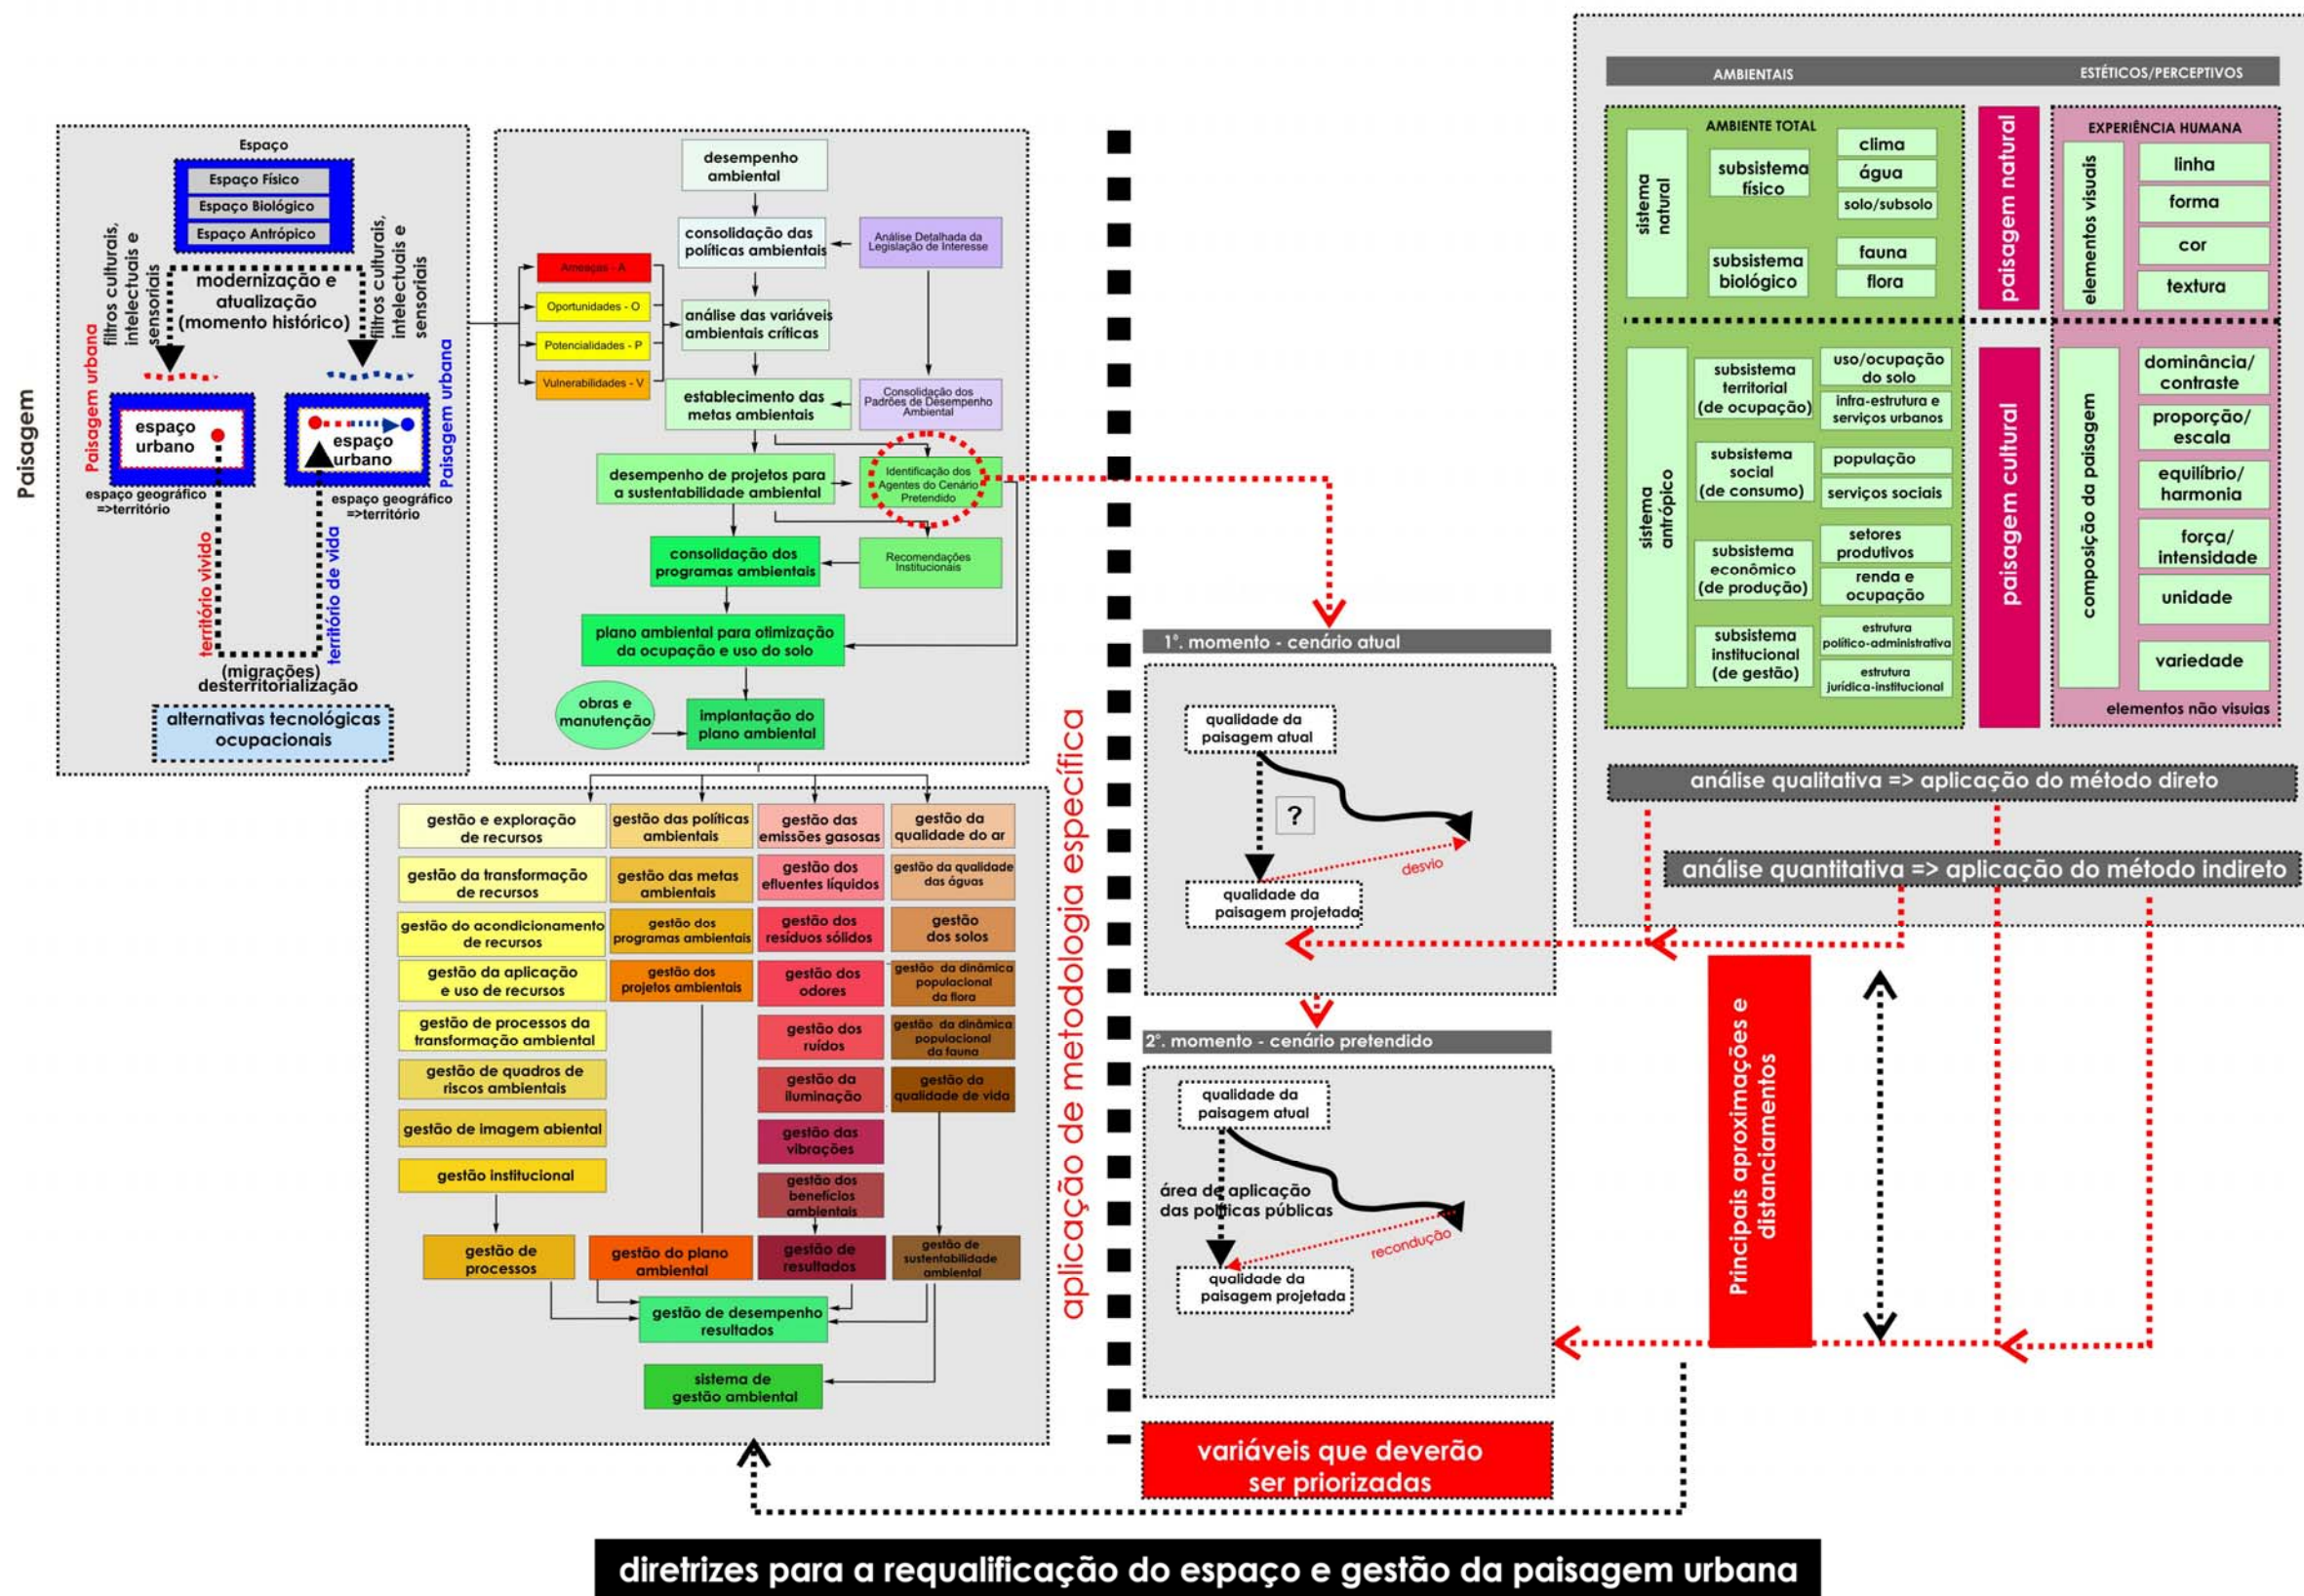 Paisagem
Espaço
Espaço Físico
Espaço Biológico
Espaço Antrópico
filtros culturais,
intelectuais e
sensoriais
modernização e
atualização
(momento histórico)
filtros culturais,
intelectuais e
sensoriais
Paisagem urbana
espaço
urbano
espaço geográfico
=>território
espaço
urbano
Paisagem urbana
espaço geográfico
=>território
território vivido
território de vida
(migrações)
desterritorialização
alternativas tecnológicas
ocupacionais
desempenho
ambiental
consolidação das
políticas ambientais
Análise Detalhada da
Legislação de Interesse
Ameaças - A
Oportunidades - O
Potencialidades - P
Vulnerabilidades - V
análise das variáveis
ambientais críticas
establecimento das
metas ambientais
Consolidação dos
Padrões de Desempenho
Ambiental
desempenho de projetos para
a sustentabilidade ambiental
Identificação dos
Agentes do Cenário
Pretendido
consolidação dos
programas ambientais
Recomendações
Institucionais
plano ambiental para otimização
da ocupação e uso do solo
obras e
manutenção
implantação do
plano ambiental
gestão e exploração
de recursos
gestão da transformação
de recursos
gestão do acondicionamento
de recursos
gestão da aplicação
e uso de recursos
gestão de processos da
transformação ambiental
gestão de quadros de
riscos ambientais
gestão de imagem abiental
gestão institucional
gestão de
processos
gestão das políticas
ambientais
gestão das metas
ambientais
gestão dos
programas ambientais
gestão dos
projetos ambientais
gestão do plano
ambiental
gestão das
emissões gasosas
gestão dos
efluentes líquidos
gestão dos
resíduos sólidos
gestão dos
odores
gestão dos
ruídos
gestão da
iluminação
gestão das
vibrações
gestão dos
benefícios
ambientais
gestão de
resultados
gestão da
qualidade do ar
gestão da qualidade
das águas
gestão
dos solos
gestão da dinâmica
populacional
da flora
gestão da dinâmica
populacional
da fauna
gestão da
qualidade de vida
gestão de
sustentabilidade
ambiental
gestão de desempenho
resultados
sistema de
gestão ambiental
aplicação de metodologia específica
1°. momento - cenário atual
qualidade da
paisagem atual
?
desvio
qualidade da
paisagem projetada
2°. momento - cenário pretendido
qualidade da
paisagem atual
área de aplicação
das políticas públicas
recondução
qualidade da
paisagem projetada
variáveis que deverão
ser priorizadas
AMBIENTAIS
ESTÉTICOS/PERCEPTIVOS
AMBIENTE TOTAL
sistema
natural
subsistema
físico
clima
água
solo/subsolo
subsistema
biológico
fauna
flora
sistema
antrópico
subsistema
territorial
(de ocupação)
uso/ocupação
do solo
infra-estrutura e
serviços urbanos
subsistema
social
(de consumo)
população
serviços sociais
subsistema
econômico
(de produção)
setores
produtivos
renda e
ocupação
subsistema
institucional
(de gestão)
estrutura
político-administrativa
estrutura
jurídica-institucional
paisagem natural
paisagem cultural
EXPERIÊNCIA HUMANA
elementos visuais
linha
forma
cor
textura
composição da paisagem
dominância/
contraste
proporção/
escala
equilíbrio/
harmonia
força/
intensidade
unidade
variedade
elementos não visuias
análise qualitativa => aplicação do método direto
análise quantitativa => aplicação do método indireto
Principais aproximações e
distanciamentos
diretrizes para a requalificação do espaço e gestão da paisagem urbana